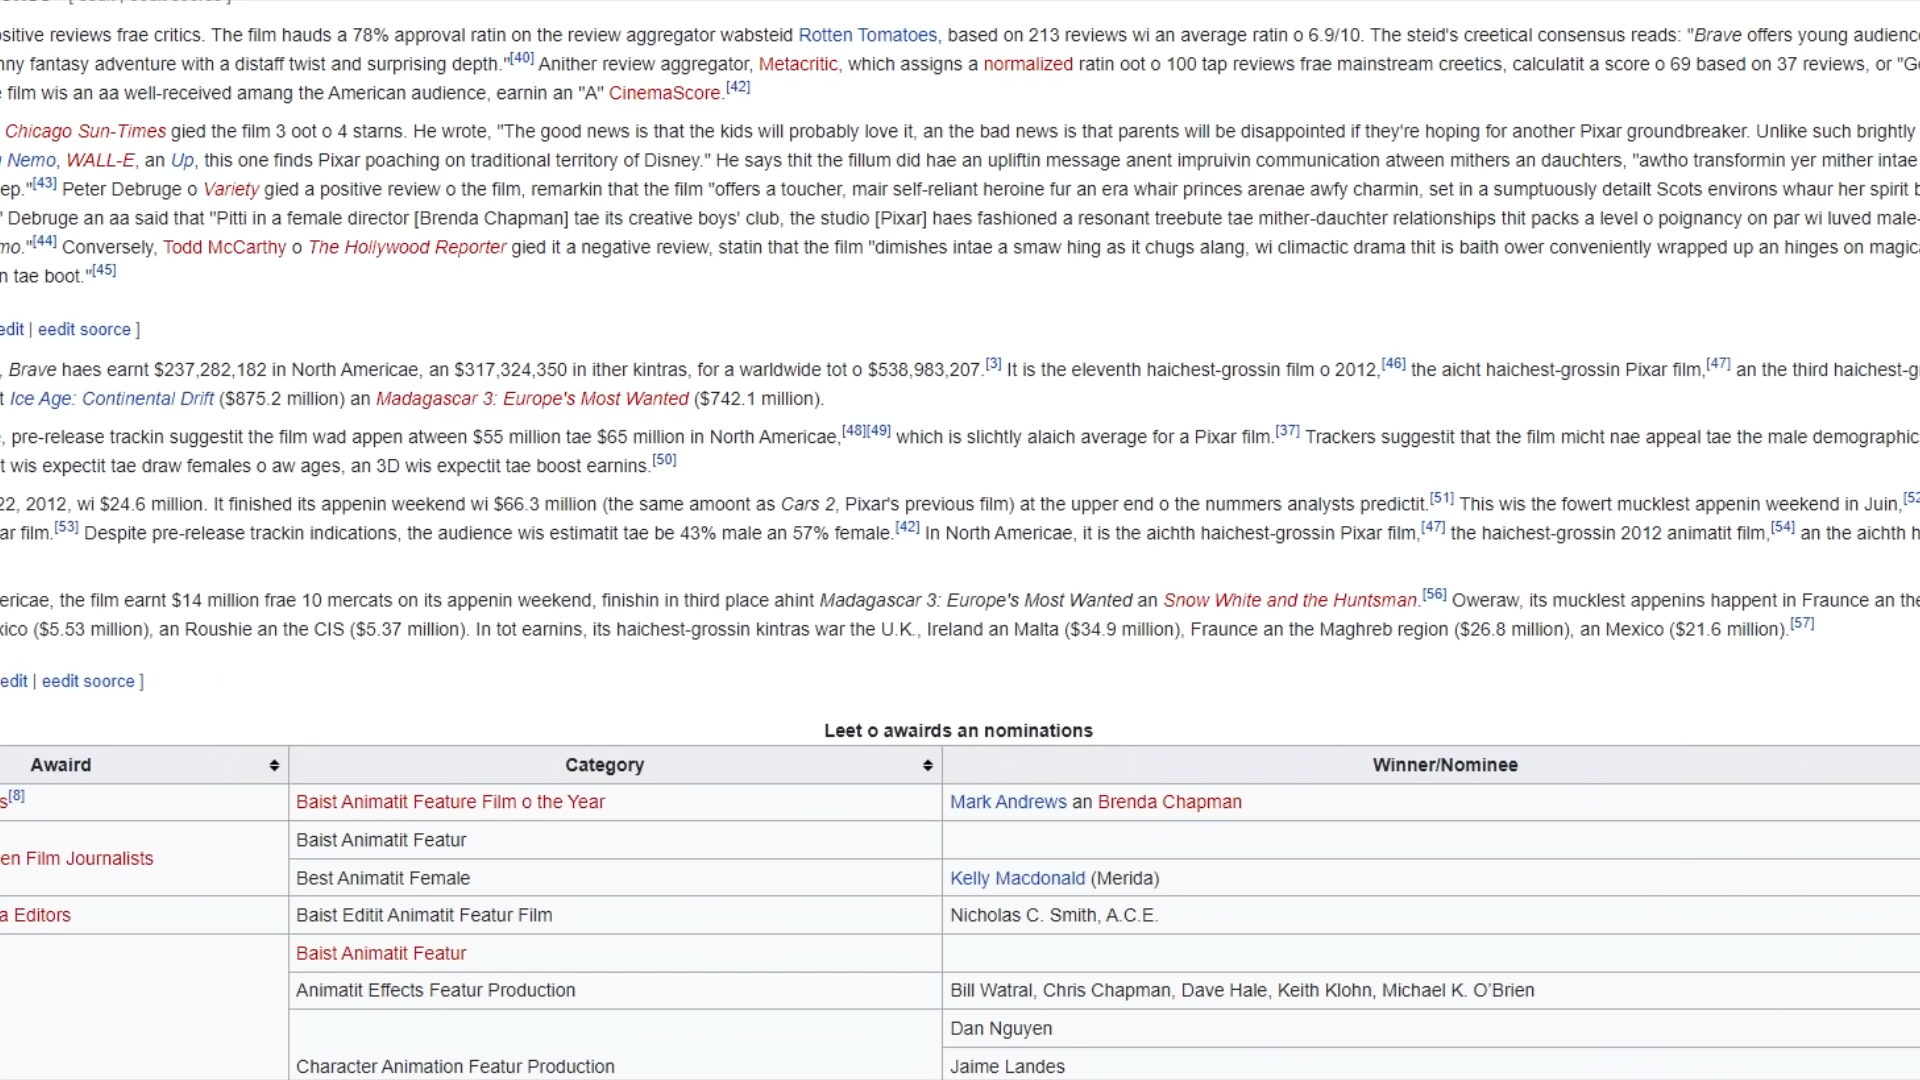 sitive reviews frae critics. The film hauds a 78% approval ratin on the review aggregator wabsteid Rotten Tomatoes, based on 213 reviews wi an average ratin o 6.9/10. The steid's creetical consensus reads: "Brave offers young audienc
nny fantasy adventure with a distaff twist and surprising depth."[40] Anither review aggregator, Metacritic, which assigns a normalized ratin oot o 100 tap reviews frae mainstream creetics, calculatit a score o 69 based on 37 reviews, or "G
film wis an aa well-received amang the American audience, earnin an "A" CinemaScore.[42]
Chicago Sun-Times gied the film 3 oot o 4 starns. He wrote, "The good news is that the kids will probably love it, an the bad news is that parents will be disappointed if they're hoping for another Pixar groundbreaker. Unlike such brightly
Nemo, WALL-E, an Up, this one finds Pixar poaching on traditional territory of Disney." He says thit the fillum did hae an upliftin message anent impruivin communication atween mithers an dauchters, "awtho transformin yer mither intae
ep."[43] Peter Debruge o Variety gied a positive review o the film, remarkin that the film "offers a toucher, mair self-reliant heroine fur an era whair princes arenae awfy charmin, set in a sumptuously detailt Scots environs whaur her spirit b
" Debruge an aa said that "Pitti in a female director [Brenda Chapman] tae its creative boys' club, the studio [Pixar] haes fashioned a resonant treebute tae mither-daughter relationships thit packs a level o poignancy on par wi luved male-
mo."[44] Conversely, Todd McCarthy o The Hollywood Reporter gied it a negative review, statin that the film "dimishes intae a smaw hing as it chugs alang, wi climactic drama thit is baith ower conveniently wrapped up an hinges on magica
n tae boot."[45]
edit | eedit soorce ]
, Brave haes earnt $237,282,182 in North Americae, an $317,324,350 in ither kintras, for a warldwide tot o $538,983,207.[3] It is the eleventh haichest-grossin film o 2012,[46] the aicht haichest-grossin Pixar film,[47] an the third haichest-g
t Ice Age: Continental Drift ($875.2 million) an Madagascar 3: Europe's Most Wanted ($742.1 million).
, pre-release trackin suggestit the film wad appen atween $55 million tae $65 million in North Americae,[48][49] which is slichtly alaich average for a Pixar film.[37] Trackers suggestit that the film micht nae appeal tae the male demographic
t wis expectit tae draw females o aw ages, an 3D wis expectit tae boost earnins.[50]
22, 2012, wi $24.6 million. It finished its appenin weekend wi $66.3 million (the same amoont as Cars 2, Pixar's previous film) at the upper end o the nummers analysts predictit.[51] This wis the fowert mucklest appenin weekend in Juin,[52
ar film.[53] Despite pre-release trackin indications, the audience wis estimatit tae be 43% male an 57% female.[42] In North Americae, it is the aichth haichest-grossin Pixar film,[47] the haichest-grossin 2012 animatit film,[54] an the aichth h
ericae, the film earnt $14 million frae 10 mercats on its appenin weekend, finishin in third place ahint Madagascar 3: Europe's Most Wanted an Snow White and the Huntsman.[56] Oweraw, its mucklest appenins happent in Fraunce an the
xico ($5.53 million), an Roushie an the CIS ($5.37 million). In tot earnins, its haichest-grossin kintras war the U.K., Ireland an Malta ($34.9 million), Fraunce an the Maghreb region ($26.8 million), an Mexico ($21.6 million).[57]
edit | eedit soorce ]
Leet o awairds an nominations
Awaird Category Winner/Nominee
s[8] Baist Animatit Feature Film o the Year Mark Andrews an Brenda Chapman
Baist Animatit Featur
en Film Journalists
Best Animatit Female Kelly Macdonald (Merida)
a Editors Baist Editit Animatit Featur Film Nicholas C. Smith, A.C.E.
Baist Animatit Featur
Animatit Effects Featur Production Bill Watral, Chris Chapman, Dave Hale, Keith Klohn, Michael K. O’Brien
Dan Nguyen
Character Animation Featur Production Jaime Landes